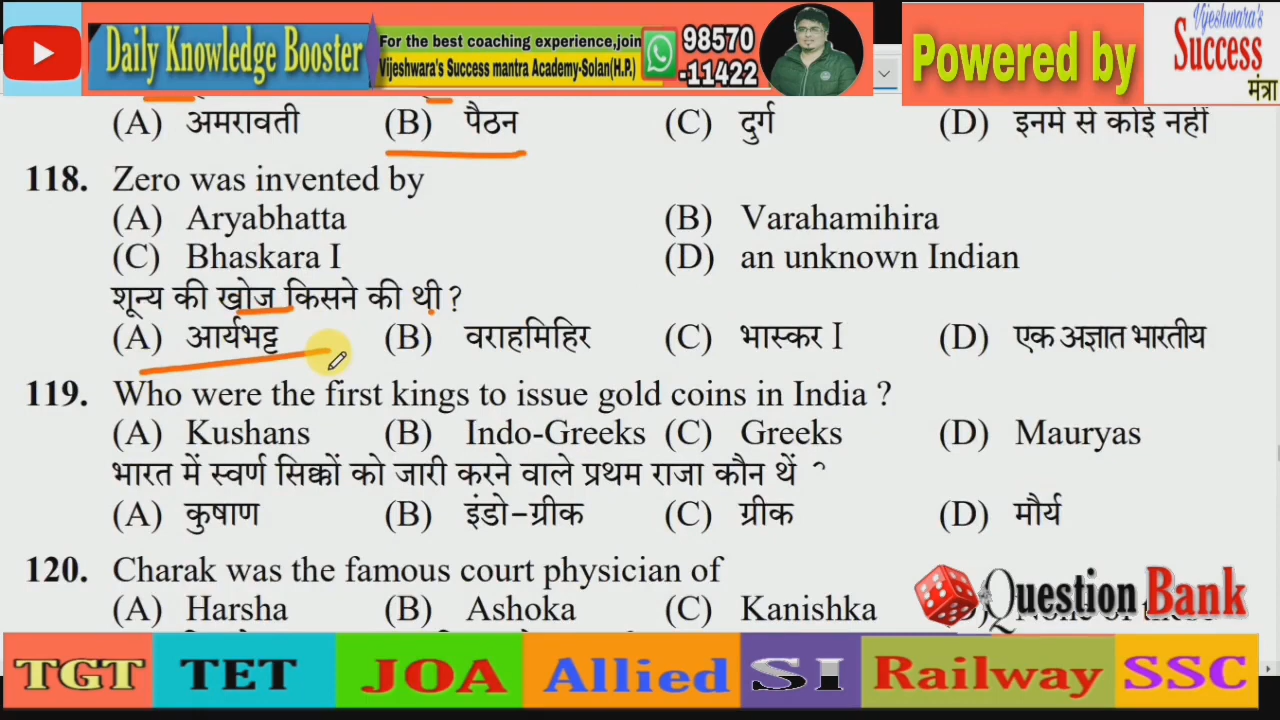 Daily Knowledge Booster
For the best coaching experience,join
Vijeshwara's Success mantra Academy-Solan(H.P.)
98570
-11422
Powered by
Vijeshwara's
Success
मंत्रा
(A) अमरावती (B) पैठन (C) दुर्ग (D) इनमे से कोई नहीं
118. Zero was invented by
(A) Aryabhatta (B) Varahamihira
(C) Bhaskara I (D) an unknown Indian
शून्य की खोज किसने की थी ?
(A) आर्यभट्ट (B) वराहमिहिर (C) भास्कर I (D) एक अज्ञात भारतीय
119. Who were the first kings to issue gold coins in India ?
(A) Kushans (B) Indo-Greeks (C) Greeks (D) Mauryas
भारत में स्वर्ण सिक्कों को जारी करने वाले प्रथम राजा कौन थें ?
(A) कुषाण (B) इंडो-ग्रीक (C) ग्रीक (D) मौर्य
120. Charak was the famous court physician of
(A) Harsha (B) Ashoka (C) Kanishka
Question Bank
TGT TET JOA Allied SI Railway SSC